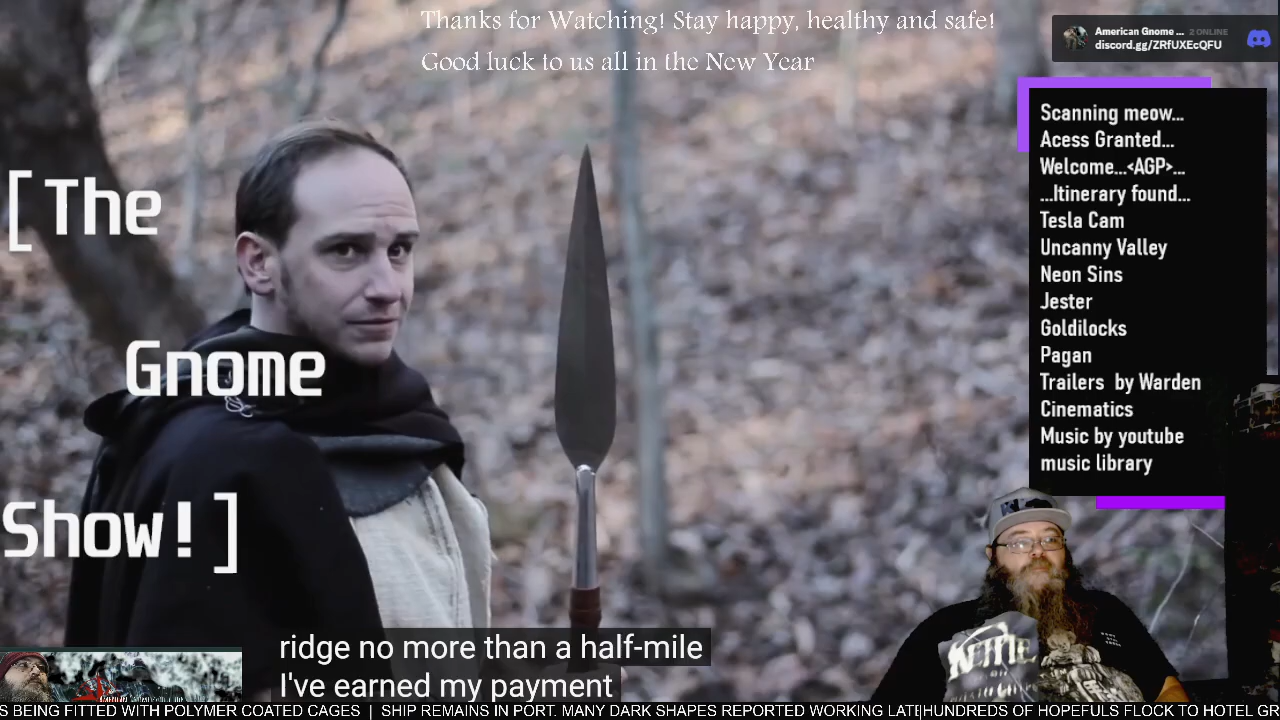 Thanks for Watching! Stay happy, healthy and safe!
Good luck to us all in the New Year
American Gnome ... 2 ONLINE
discord.gg/ZRfUXEcQFU
Scanning meow...
Acess Granted...
Welcome...<AGP>...
...Itinerary found...
Tesla Cam
Uncanny Valley
Neon Sins
Jester
Goldilocks
Pagan
Trailers by Warden
Cinematics
Music by youtube
music library
[The
Gnome
Show!]
ridge no more than a half-mile
I've earned my payment
S BEING FITTED WITH POLYMER COATED CAGES | SHIP REMAINS IN PORT. MANY DARK SHAPES REPORTED WORKING LATE|HUNDREDS OF HOPEFULS FLOCK TO HOTEL GR